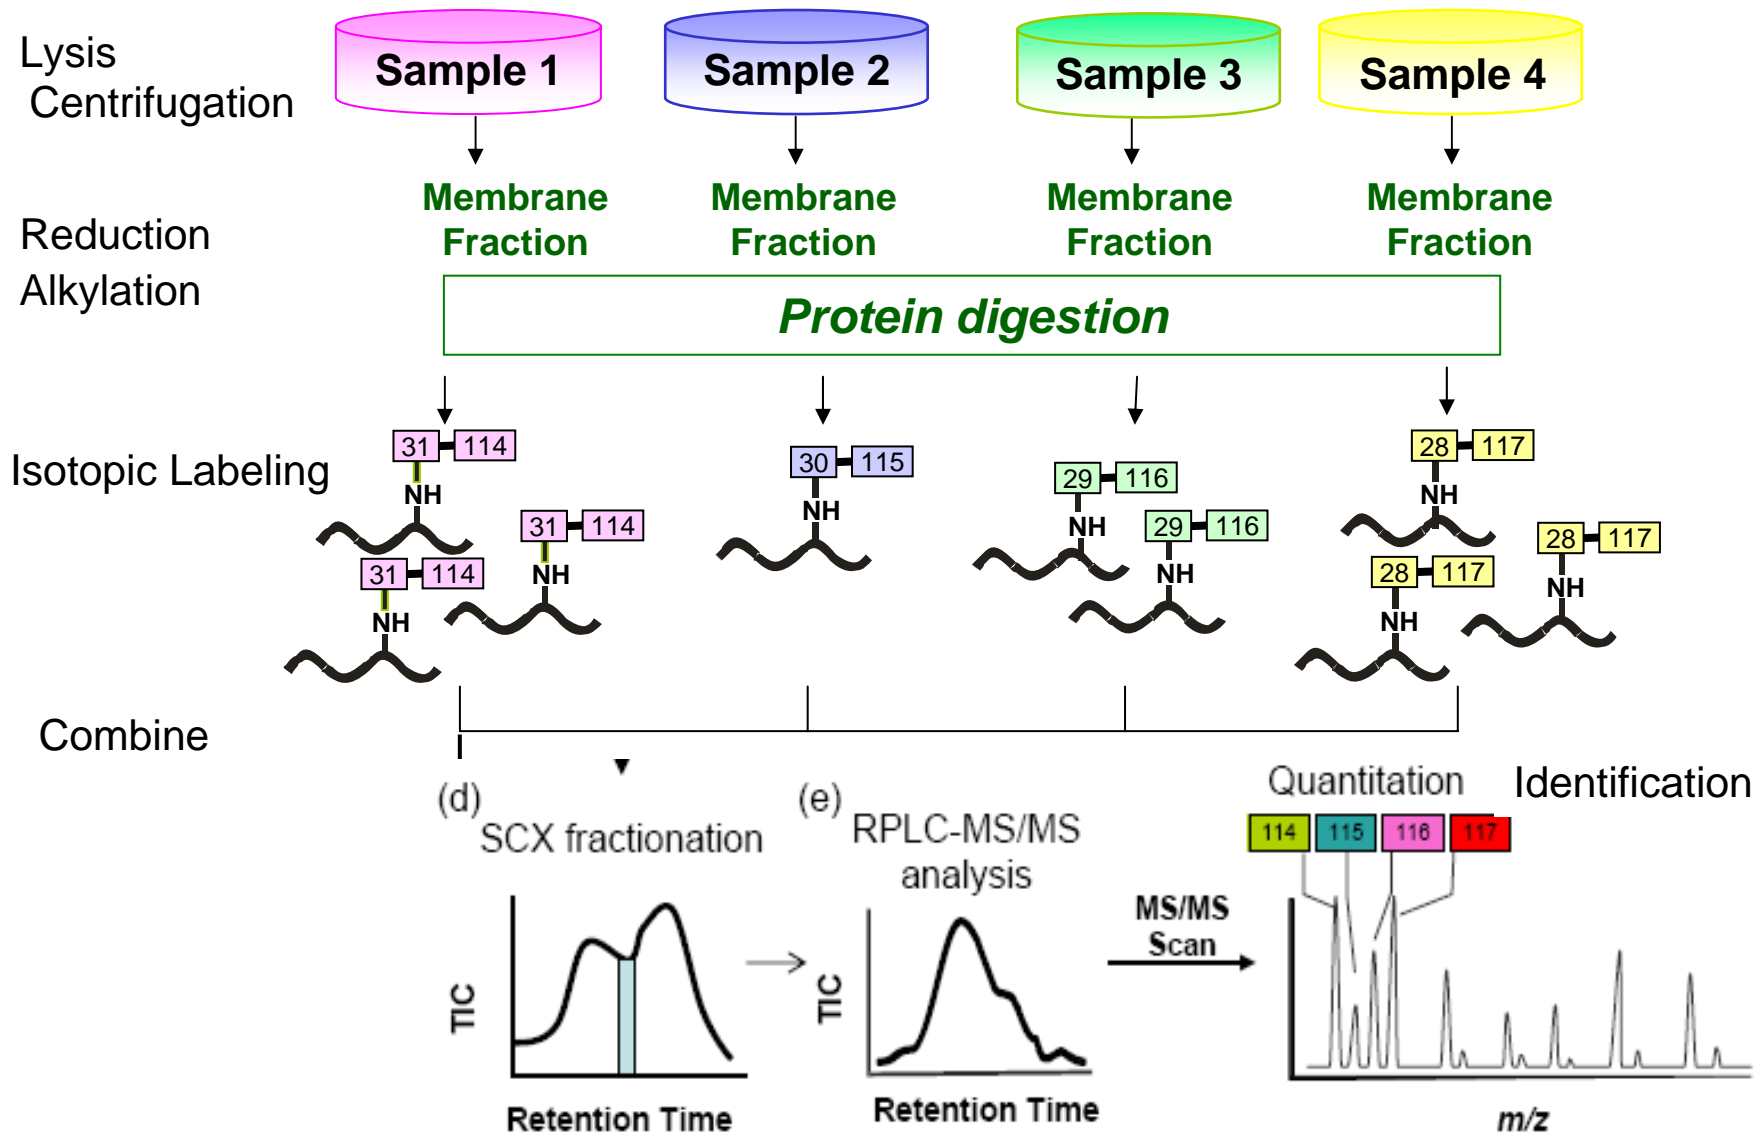 Lysis
Centrifugation
Sample 1
Sample 2
Sample 3
Sample 4
Membrane
Fraction
Membrane
Fraction
Membrane
Fraction
Membrane
Fraction
Reduction
Alkylation
Protein digestion
Isotopic Labeling
31 114
NH
31 114
NH
31 114
NH
30 115
NH
29 116
NH
29 116
NH
28 117
NH
28 117
NH
28 117
NH
Combine
(d)
SCX fractionation
TIC
Retention Time
(e)
RPLC-MS/MS
analysis
TIC
Retention Time
MS/MS
Scan
Quantitation
Identification
114 115 116 117
m/z